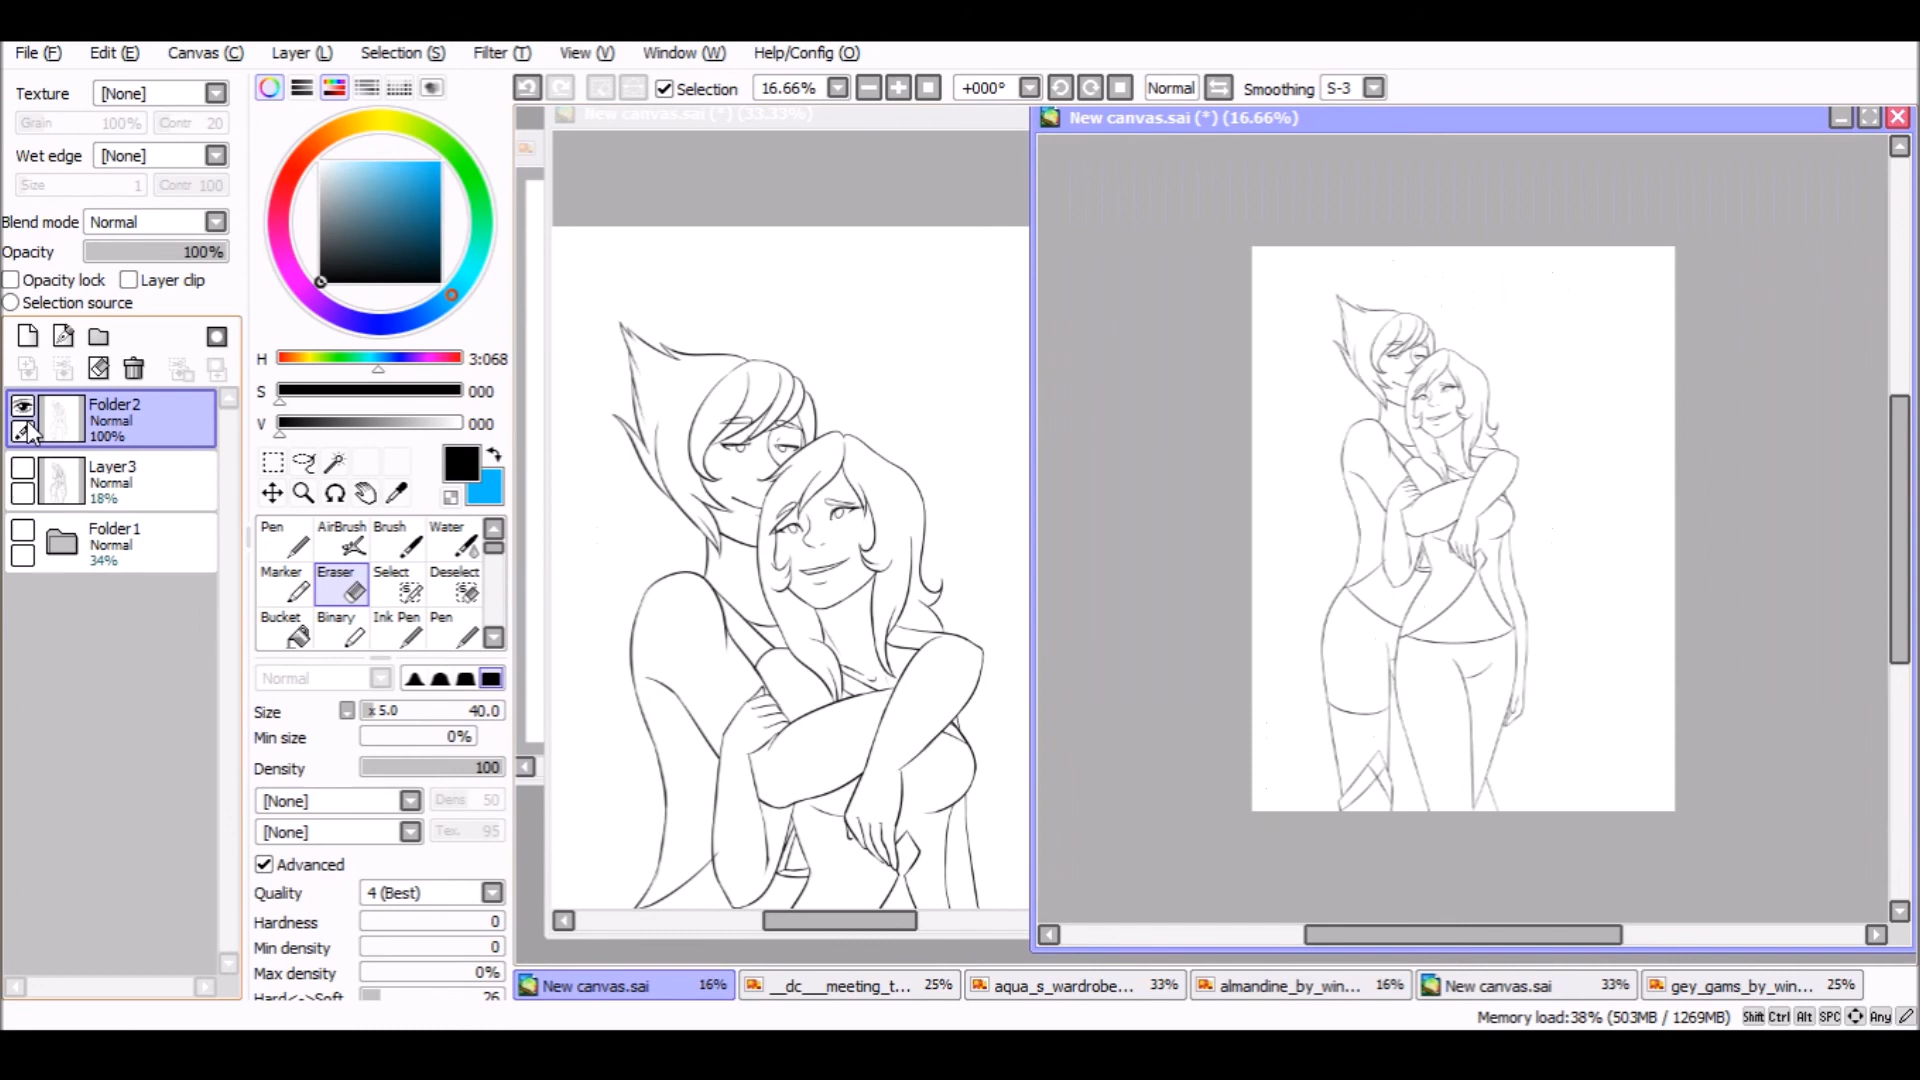 File (F) Edit (E) Canvas (C) Layer (L) Selection (S) Filter (T) View (V) Window (W) Help/Config (O)
Texture [None]
Grain 100% Contr 20
Wet edge [None]
Size 1 Contr 100
Blend mode Normal
Opacity 100%
Opacity lock Layer clip
Selection source
Folder2
Normal
100%
Layer3
Normal
18%
Folder1
Normal
34%
H 3:068
S 000
V 000
Pen AirBrush Brush Water
Marker Eraser Select Deselect
Bucket Binary Ink Pen Pen
Normal
Size x 5.0 40.0
Min size 0%
Density 100
[None] Dens 50
[None] Tex. 95
Advanced
Quality 4 (Best)
Hardness 0
Min density 0
Max density 0%
Hard<->Soft 26
Selection 16.66% +000° Normal Smoothing S-3
New canvas.sai (*) (33.33%)
New canvas.sai (*) (16.66%)
New canvas.sai 16% __dc___meeting_t... 25% aqua_s_wardrobe... 33% almandine_by_win... 16% New canvas.sai 33% gey_gams_by_win... 25%
Memory load:38% (503MB / 1269MB) Shift Ctrl Alt SPC Any